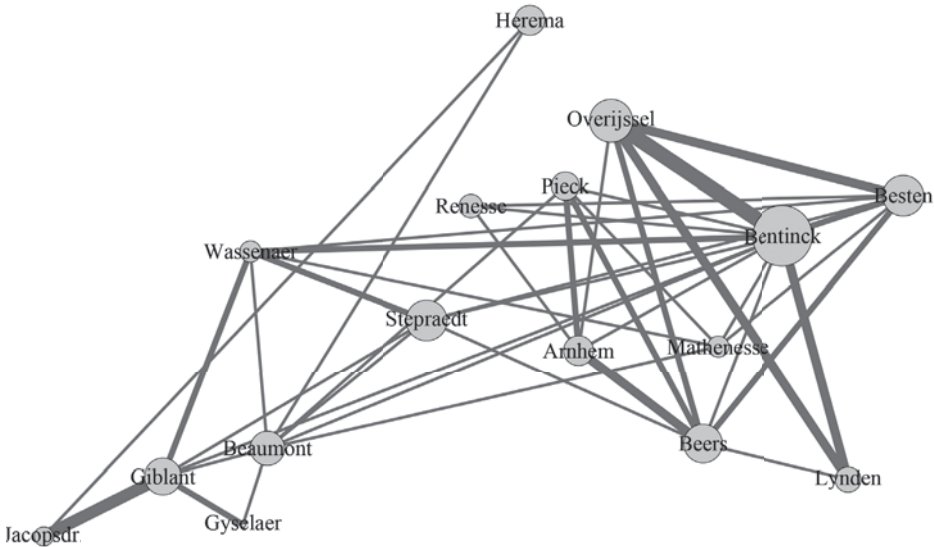 Herema
Overijssel
Pieck
Besten
Renesse
Bentinck
Wassenaer
Stepraedt
Arnhem
Mathenesse
Beers
Beaumont
Giblant
Lynden
Gyselaer
Jacopsdr.